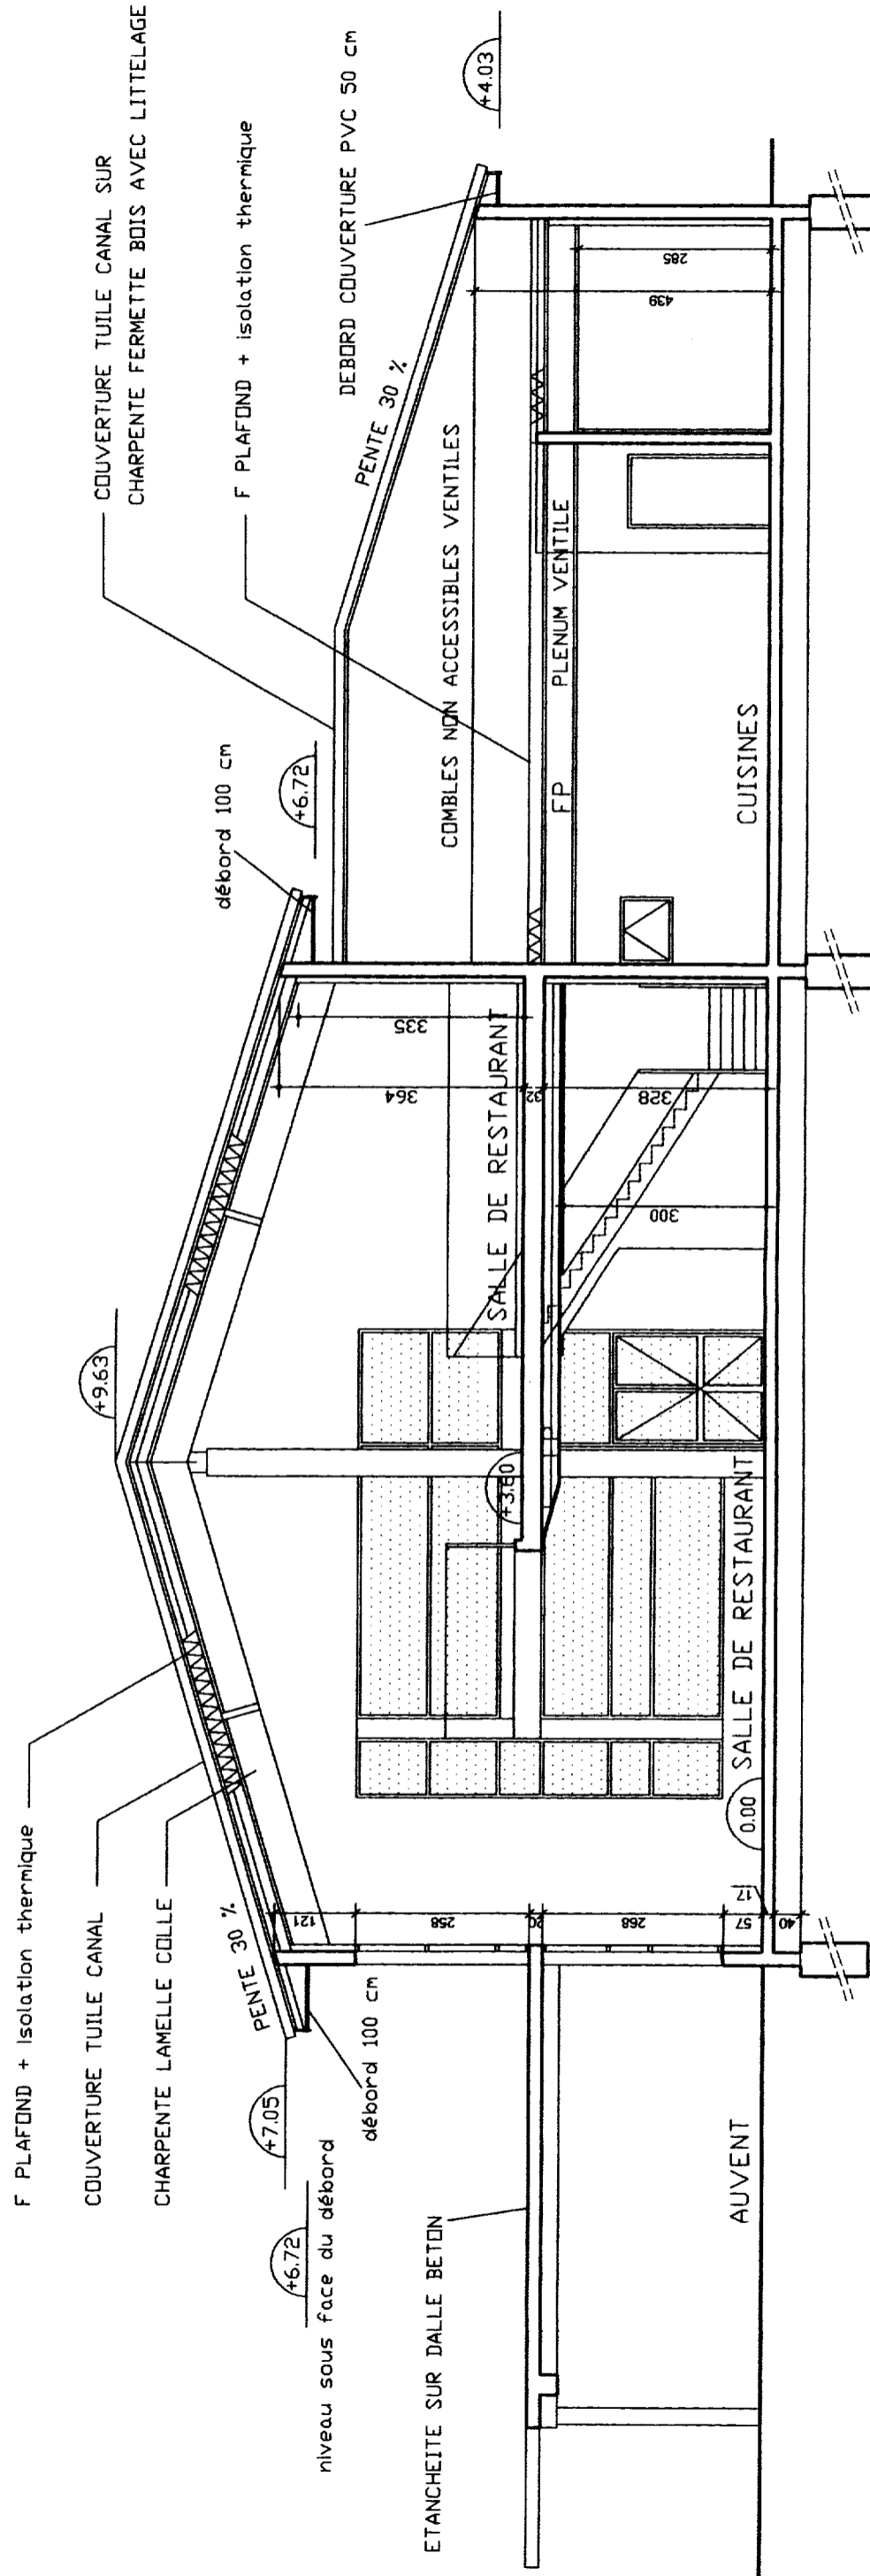 F PLAFOND + Isolation thermique
COUVERTURE TUILE CANAL
CHARPENTE LAMELLE COLLE
PENTE 30 %
+7.05
+6.72
niveau sous face du débord
débord 100 cm
ETANCHEITE SUR DALLE BETON
AUVENT
+9.63
débord 100 cm
+6.72
COUVERTURE TUILE CANAL SUR
CHARPENTE FERMETTE BOIS AVEC LITTELAGE
F PLAFOND + isolation thermique
PENTE 30 %
DEBORD COUVERTURE PVC 50 cm
+4.03
COMBLES NON ACCESSIBLES VENTILES
FP
PLENUM VENTILE
CUISINES
SALLE DE RESTAURANT
+3.60
SALLE DE RESTAURANT
0.00
121
258
20
268
57
17
40
335
364
32
328
300
439
285